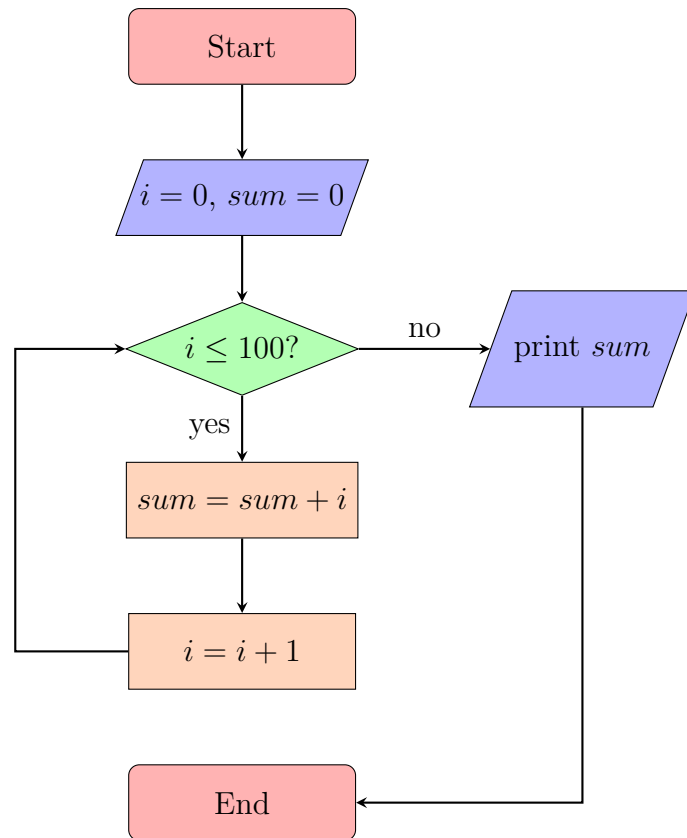 Start
i = 0, sum = 0
i ≤ 100?
no
print sum
yes
sum = sum + i
i = i + 1
End